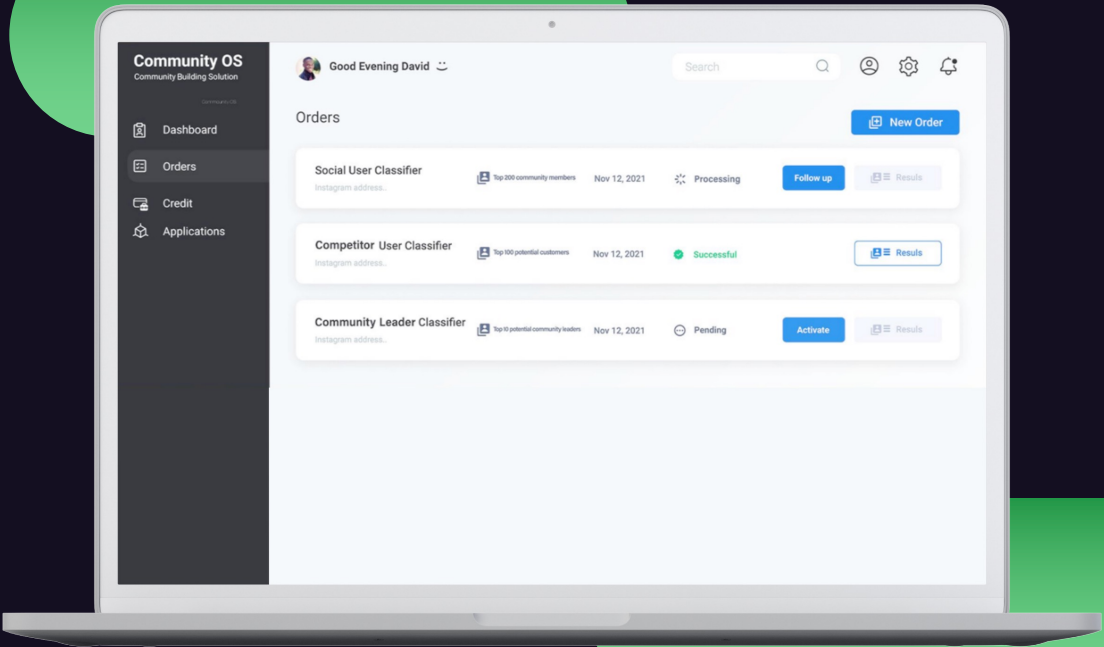 Community OS
Community Building Solution
Community OS
Dashboard
Orders
Credit
Applications
Good Evening David
Search
Orders
New Order
Social User Classifier
Instagram address..
Top 200 community members
Nov 12, 2021
Processing
Follow up
Resuls
Competitor User Classifier
Instagram address..
Top 100 potential customers
Nov 12, 2021
Successful
Resuls
Community Leader Classifier
Instagram address..
Top 10 potential community leaders
Nov 12, 2021
Pending
Activate
Resuls